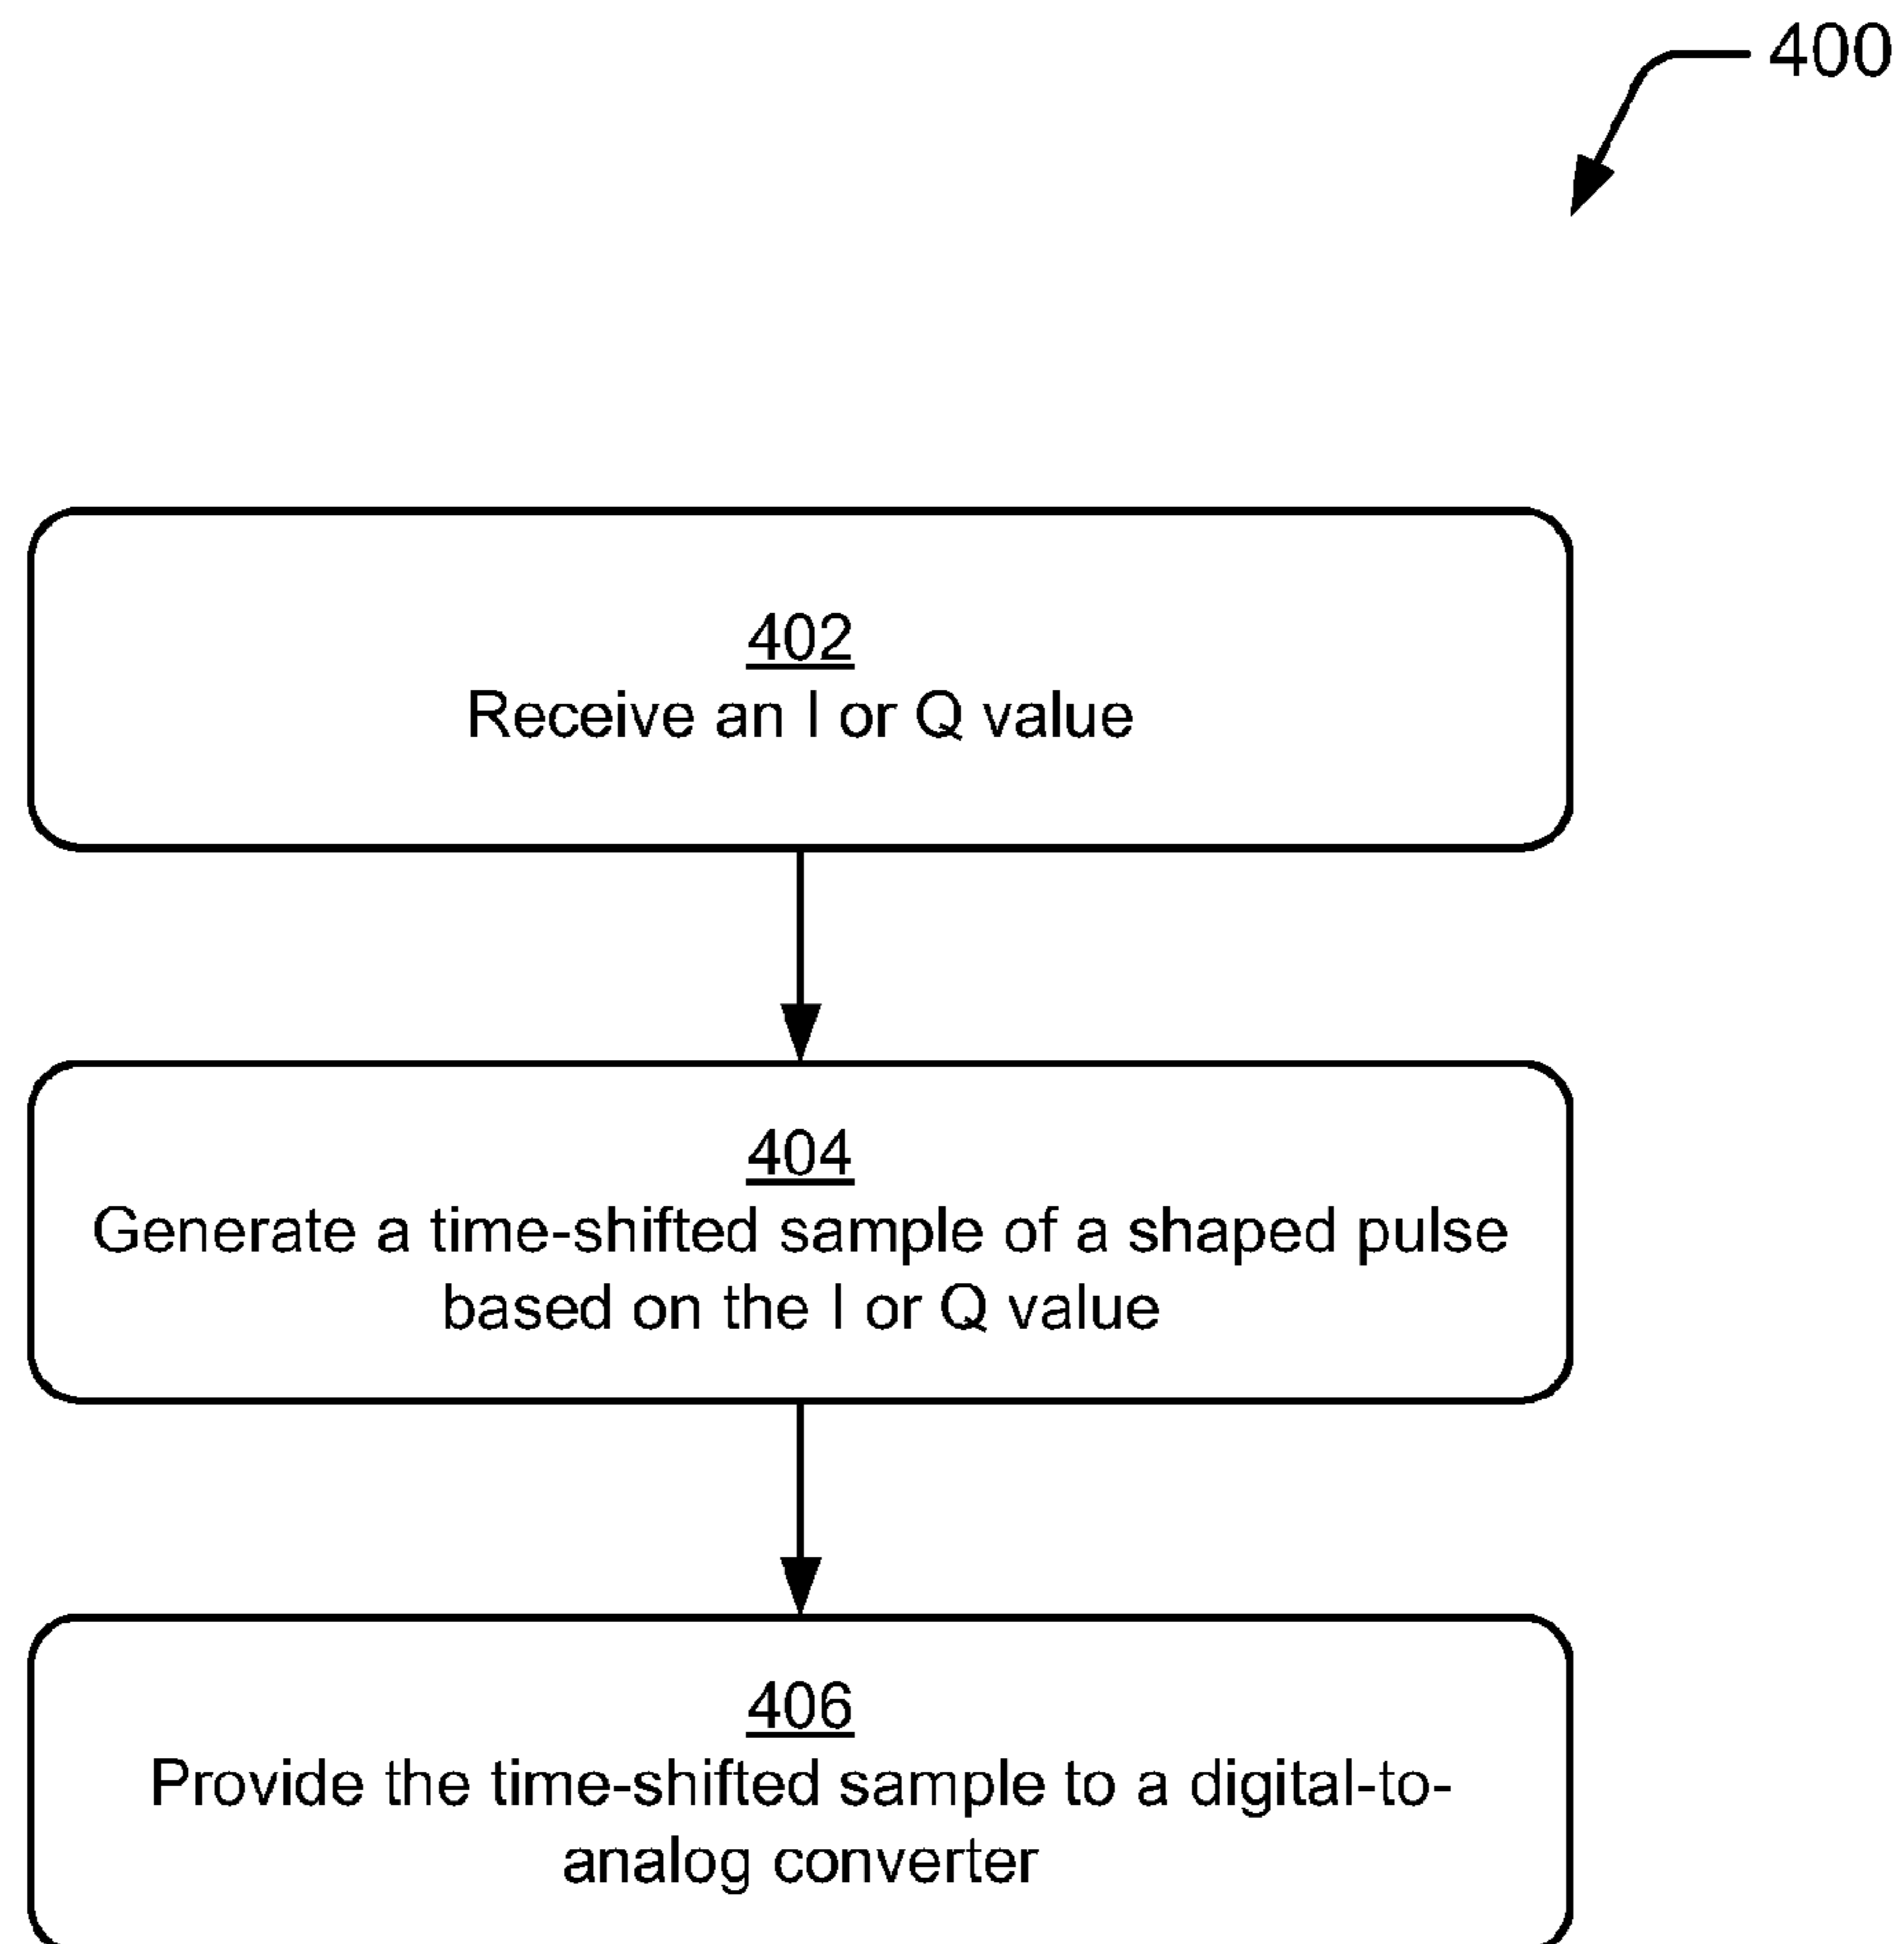 400
402
Receive an I or Q value
404
Generate a time-shifted sample of a shaped pulse
based on the I or Q value
406
Provide the time-shifted sample to a digital-to-
analog converter